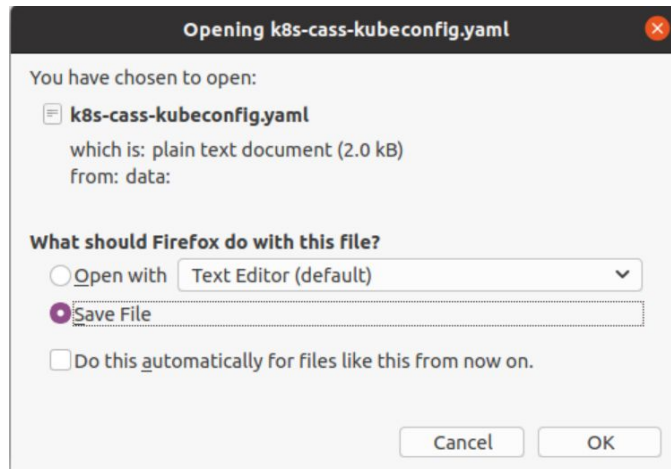 Opening k8s-cass-kubeconfig.yaml
You have chosen to open:
k8s-cass-kubeconfig.yaml
which is: plain text document (2.0 kB)
from: data:
What should Firefox do with this file?
Open with Text Editor (default)
Save File
Do this automatically for files like this from now on.
Cancel OK